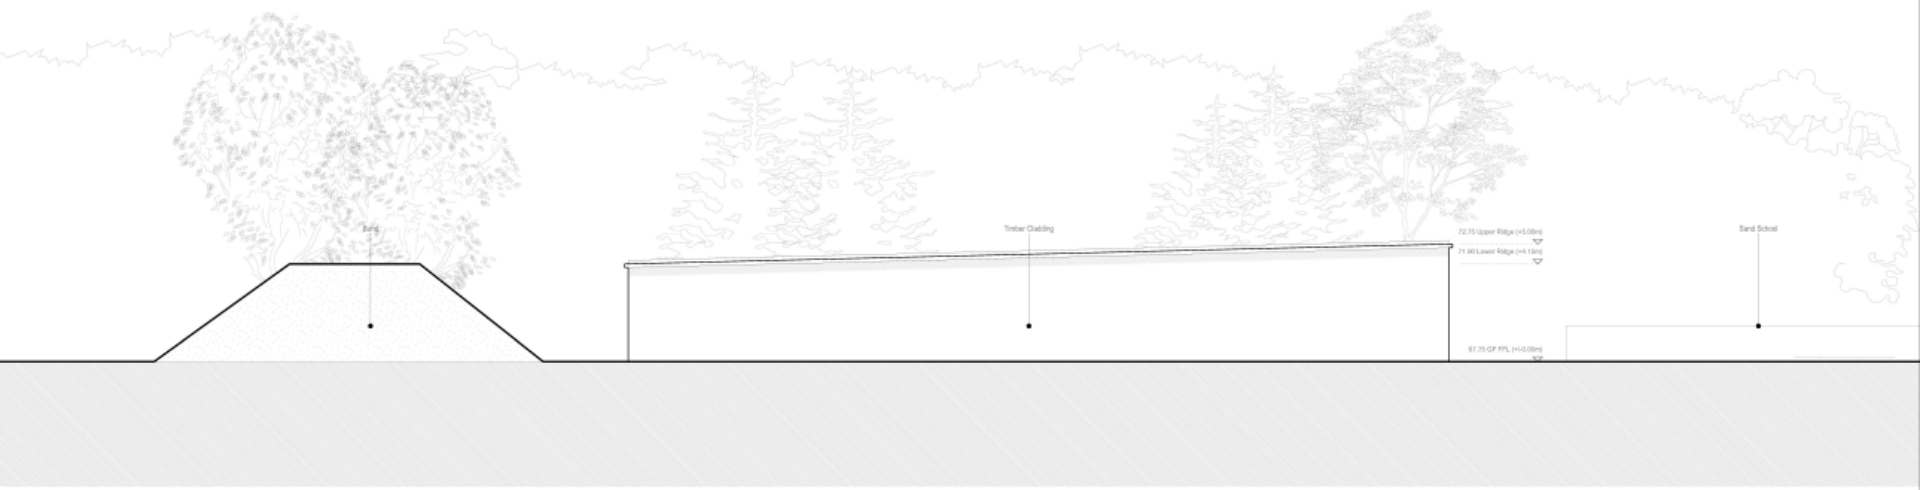 Bund
Timber Cladding
72.75 Upper Ridge (+5.00m)
71.90 Lower Ridge (+4.15m)
67.75 GF FFL (+/-0.00m)
Sand School